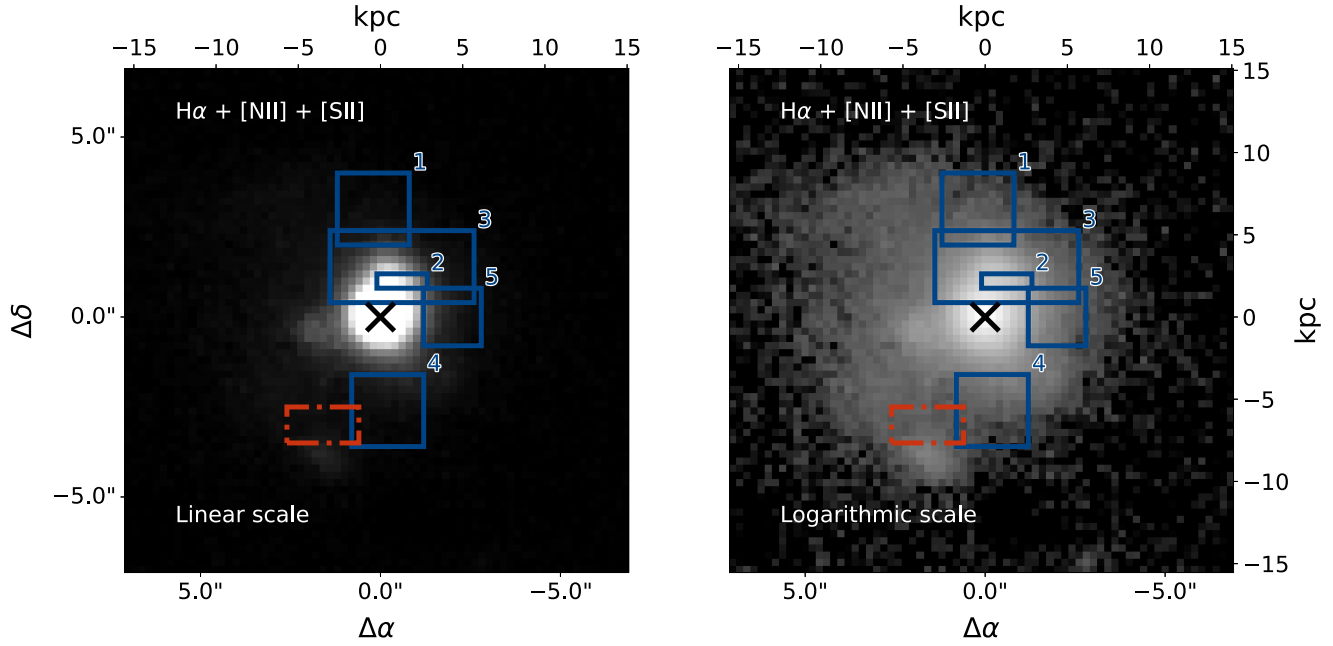 kpc
−15 −10 −5 0 5 10 15
Hα + [NII] + [SII]
5.0"
0.0"
−5.0"
Δδ
1
3
2
5
4
Linear scale
5.0" 0.0" −5.0"
Δα
kpc
−15 −10 −5 0 5 10 15
Hα + [NII] + [SII]
1
3
2
5
4
Logarithmic scale
15
10
5
0
−5
−10
−15
kpc
5.0" 0.0" −5.0"
Δα